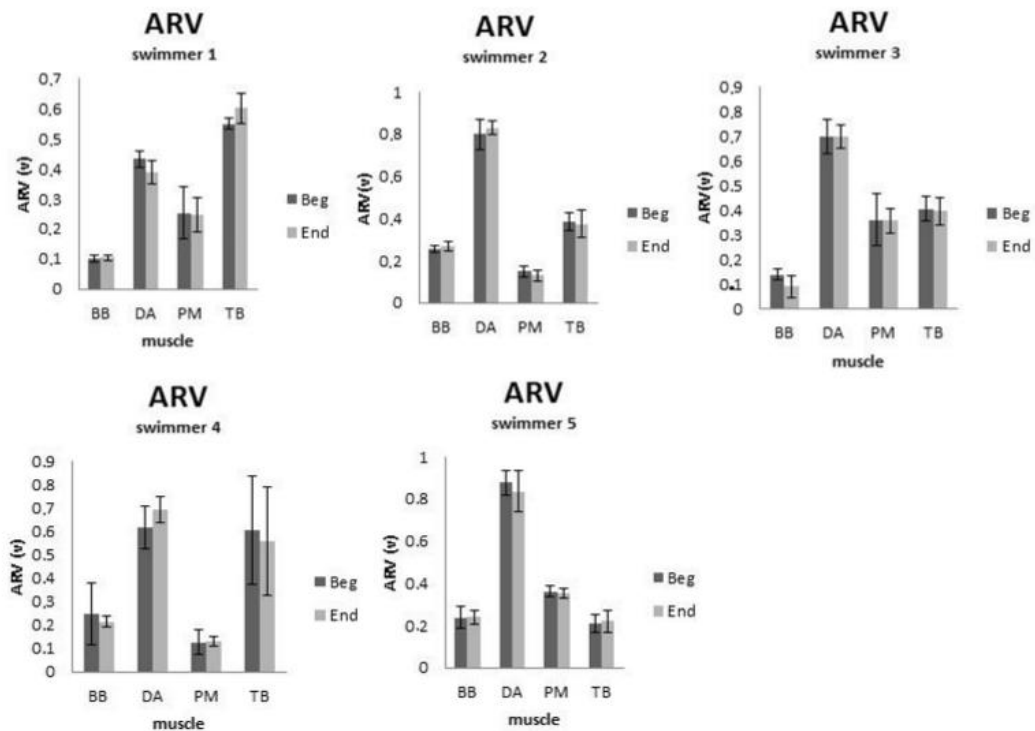 ARV
swimmer 1
0,7
0,6
0,5
0,4
0,3
0,2
0,1
0
ARV (v)
BB DA PM TB
muscle
Beg
End
ARV
swimmer 2
1
0,8
0,6
0,4
0,2
0
ARV(v)
BB DA PM TB
muscle
Beg
End
ARV
swimmer 3
0,9
0,8
0,7
0,6
0,5
0.4
0.3
0.2
0.1
0
ARV(v)
BB DA PM TB
muscle
Beg
End
ARV
swimmer 4
0.9
0.8
0.7
0.6
0.5
0.4
0.3
0.2
0.1
0
ARV (v)
BB DA PM TB
muscle
Beg
End
ARV
swimmer 5
1
0.8
0.6
0.4
0.2
0
ARV (v)
BB DA PM TB
muscle
Beg
End